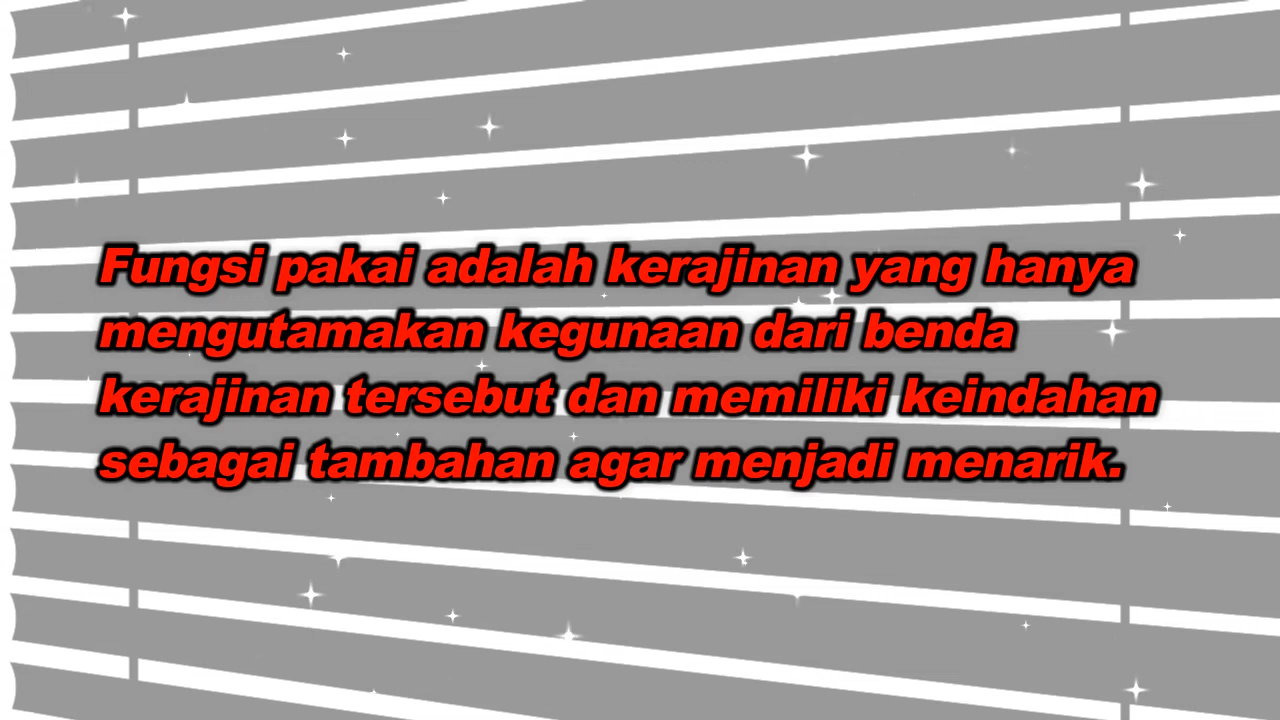 Fungsi pakai adalah kerajinan yang hanya
mengutamakan kegunaan dari benda
kerajinan tersebut dan memiliki keindahan
sebagai tambahan agar menjadi menarik.